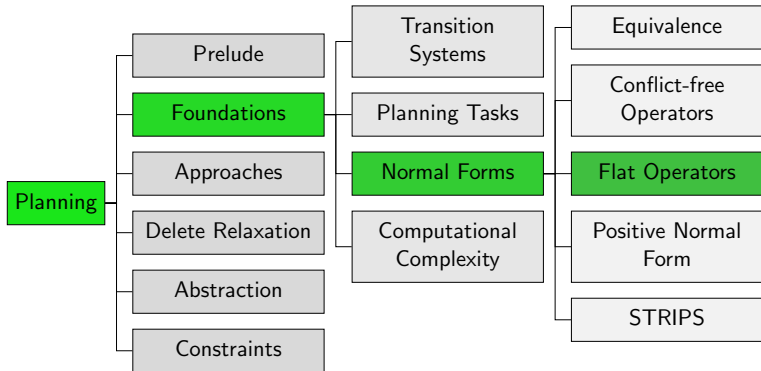 Planning
Prelude
Foundations
Approaches
Delete Relaxation
Abstraction
Constraints
Transition
Systems
Planning Tasks
Normal Forms
Computational
Complexity
Equivalence
Conflict-free
Operators
Flat Operators
Positive Normal
Form
STRIPS